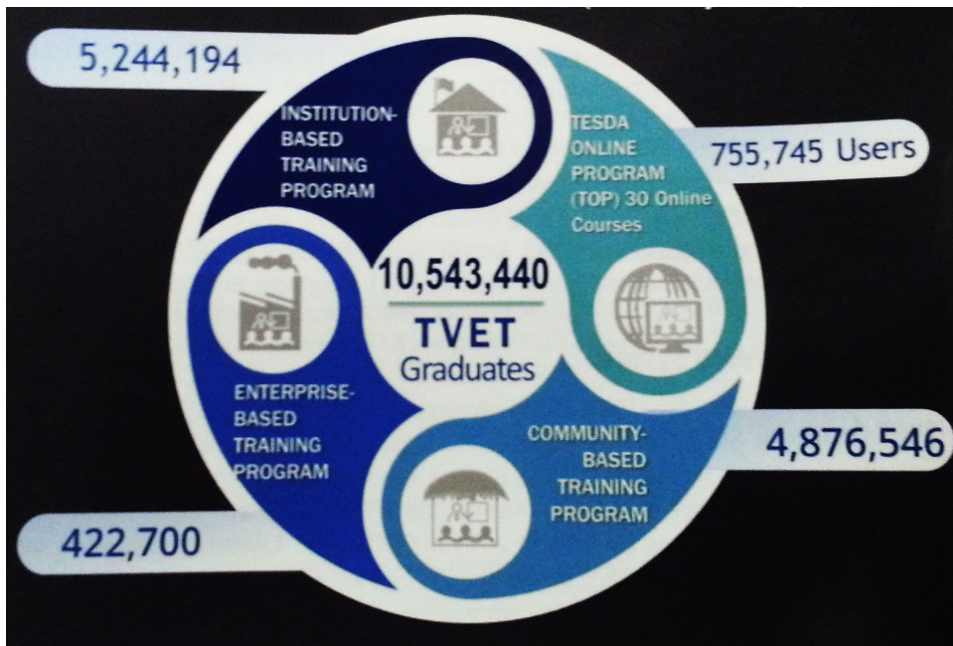 5,244,194
INSTITUTION-
BASED
TRAINING
PROGRAM
TESDA
ONLINE
PROGRAM
(TOP) 30 Online
Courses
755,745 Users
10,543,440
TVET
Graduates
ENTERPRISE-
BASED
TRAINING
PROGRAM
422,700
COMMUNITY-
BASED
TRAINING
PROGRAM
4,876,546